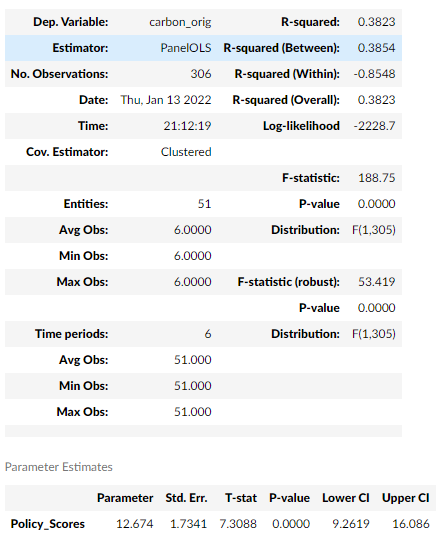 Dep. Variable: carbon_orig R-squared: 0.3823
Estimator: PanelOLS R-squared (Between): 0.3854
No. Observations: 306 R-squared (Within): -0.8548
Date: Thu, Jan 13 2022 R-squared (Overall): 0.3823
Time: 21:12:19 Log-likelihood -2228.7
Cov. Estimator: Clustered
F-statistic: 188.75
Entities: 51 P-value 0.0000
Avg Obs: 6.0000 Distribution: F(1,305)
Min Obs: 6.0000
Max Obs: 6.0000 F-statistic (robust): 53.419
P-value 0.0000
Time periods: 6 Distribution: F(1,305)
Avg Obs: 51.000
Min Obs: 51.000
Max Obs: 51.000
Parameter Estimates
Parameter Std. Err. T-stat P-value Lower CI Upper CI
Policy_Scores 12.674 1.7341 7.3088 0.0000 9.2619 16.086